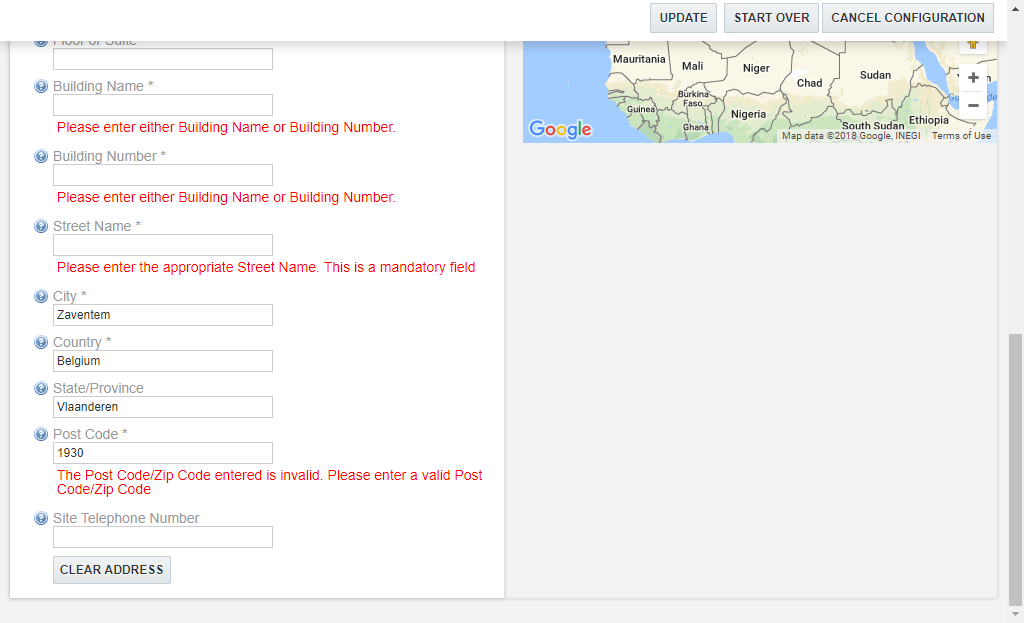 UPDATE
START OVER
CANCEL CONFIGURATION
Floor or Suite
Building Name *
Please enter either Building Name or Building Number.
Building Number *
Please enter either Building Name or Building Number.
Street Name *
Please enter the appropriate Street Name. This is a mandatory field
City *
Zaventem
Country *
Belgium
State/Province
Vlaanderen
Post Code *
1930
The Post Code/Zip Code entered is invalid. Please enter a valid Post
Code/Zip Code
Site Telephone Number
CLEAR ADDRESS
Mauritania
Mali
Niger
Chad
Sudan
Burkina
Faso
Guinea
Ghana
Nigeria
South Sudan
Ethiopia
Google
Map data ©2018 Google, INEGI
Terms of Use